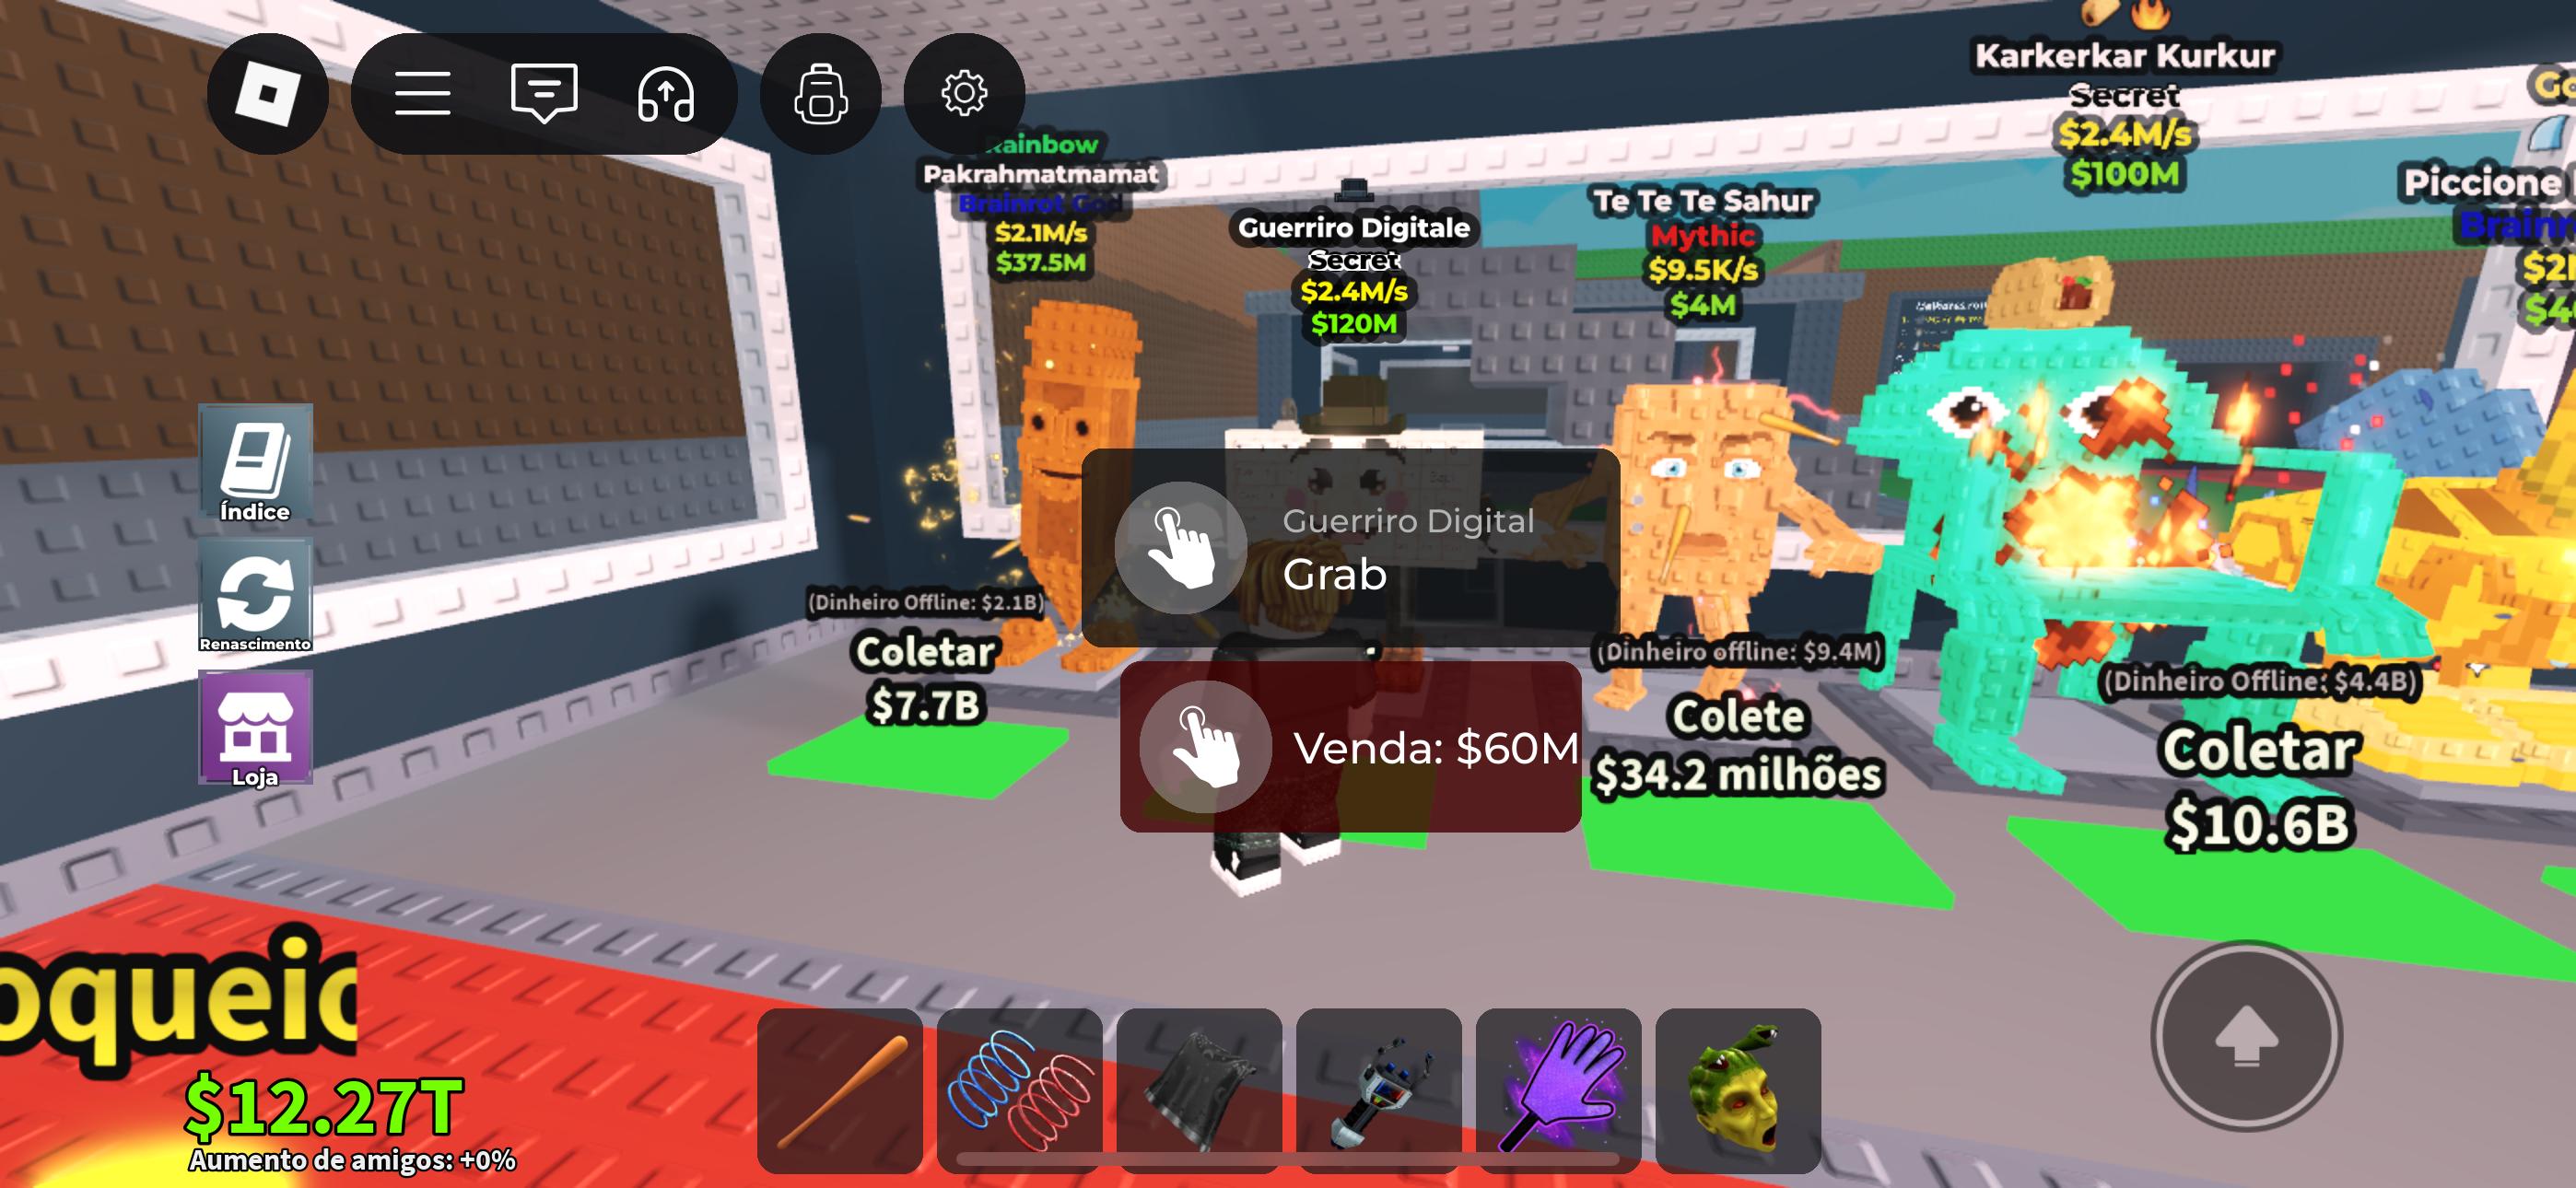 Rainbow
Pakrahmatmamat
Brainrot God
$2.1M/s
$37.5M
Guerriro Digitale
Secret
$2.4M/s
$120M
Te Te Te Sahur
Mythic
$9.5K/s
$4M
Karkerkar Kurkur
Secret
$2.4M/s
$100M
Piccione
Índice
Renascimento
Loja
Guerriro Digital
Grab
Venda: $60M
(Dinheiro Offline: $2.1B)
Coletar
$7.7B
(Dinheiro offline: $9.4M)
Colete
$34.2 milhões
(Dinheiro Offline: $4.4B)
Coletar
$10.6B
oqueio
$12.27T
Aumento de amigos: +0%